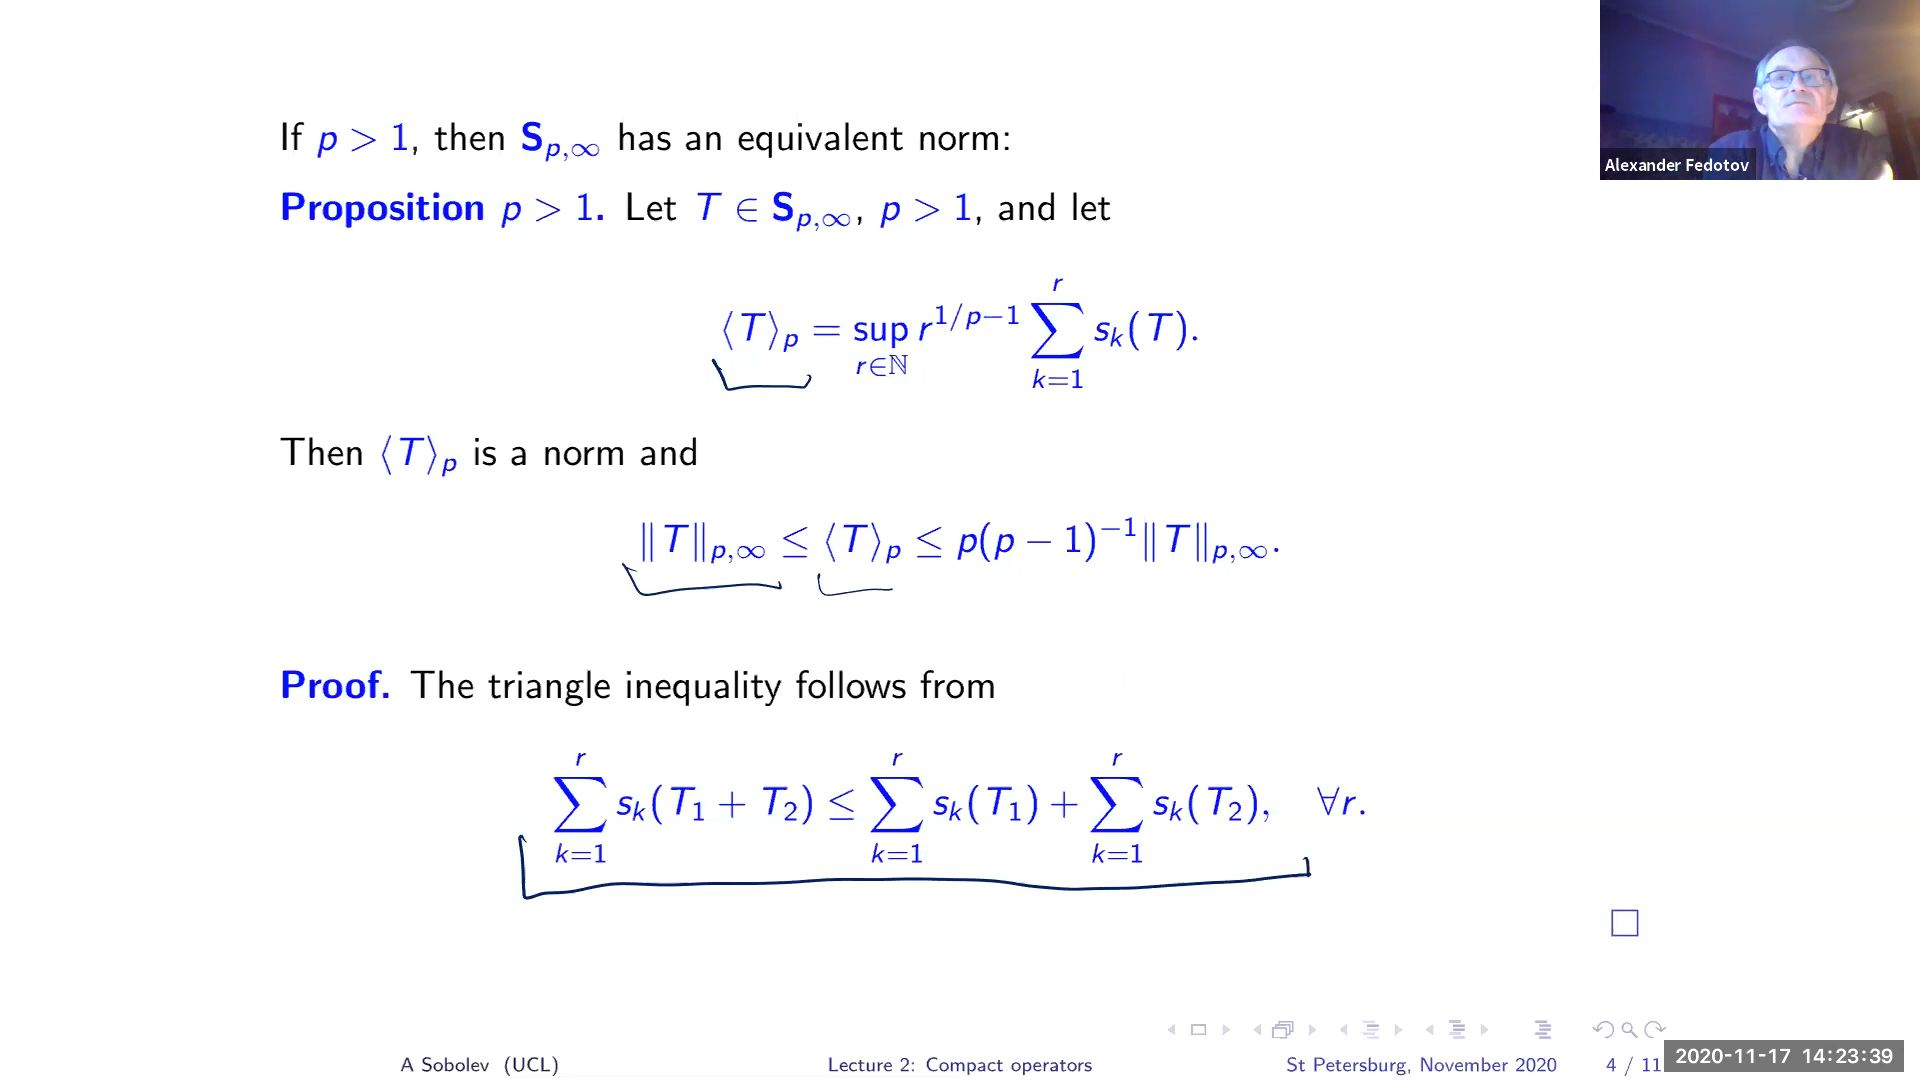 If p > 1, then S_{p,∞} has an equivalent norm:
Proposition p > 1. Let T ∈ S_{p,∞}, p > 1, and let
⟨T⟩_p = sup_{r∈ℕ} r^{1/p−1} ∑_{k=1}^{r} s_k(T).
Then ⟨T⟩_p is a norm and
‖T‖_{p,∞} ≤ ⟨T⟩_p ≤ p(p − 1)^{−1}‖T‖_{p,∞}.
Proof. The triangle inequality follows from
∑_{k=1}^{r} s_k(T_1 + T_2) ≤ ∑_{k=1}^{r} s_k(T_1) + ∑_{k=1}^{r} s_k(T_2), ∀r.
□
A Sobolev (UCL) Lecture 2: Compact operators St Petersburg, November 2020 4 / 11
Alexander Fedotov
2020-11-17 14:23:39